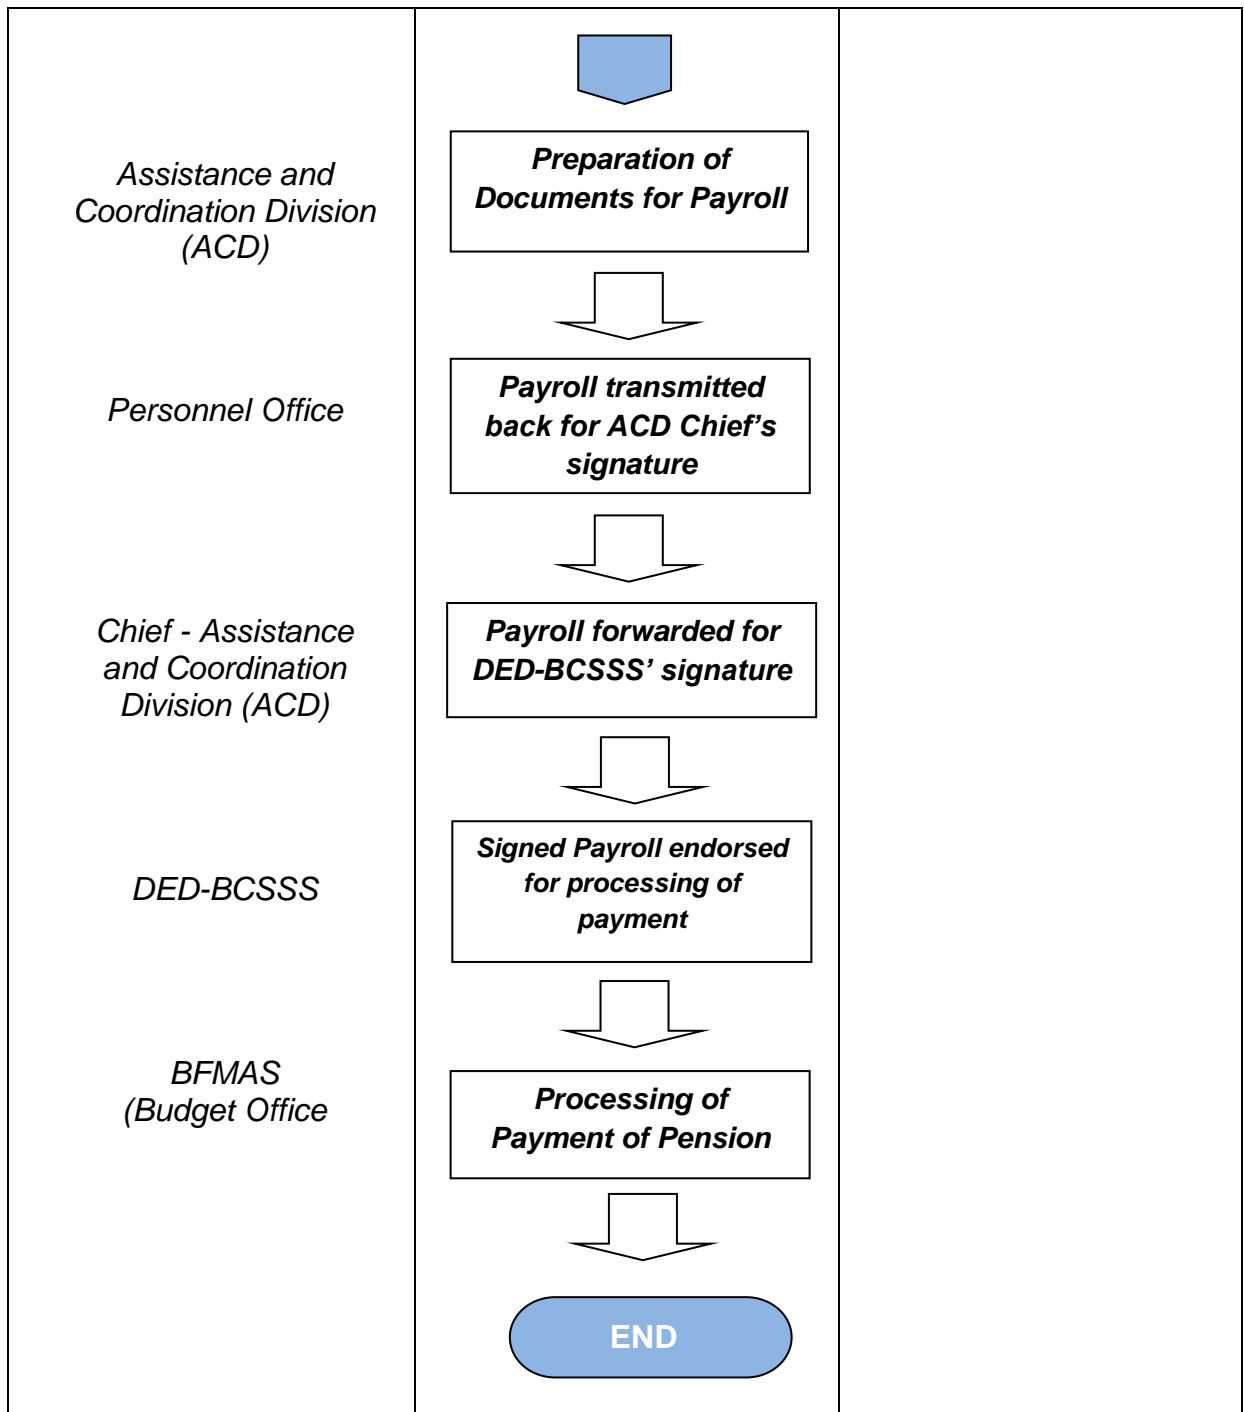 Assistance and
Coordination Division
(ACD)
Preparation of
Documents for Payroll
Personnel Office
Payroll transmitted
back for ACD Chief’s
signature
Chief - Assistance
and Coordination
Division (ACD)
Payroll forwarded for
DED-BCSSS’ signature
DED-BCSSS
Signed Payroll endorsed
for processing of
payment
BFMAS
(Budget Office
Processing of
Payment of Pension
END